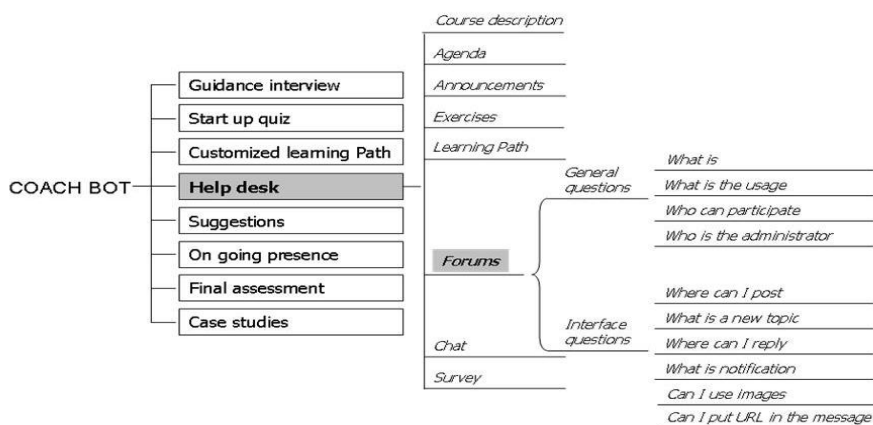 COACH BOT
Guidance interview
Start up quiz
Customized learning Path
Help desk
Suggestions
On going presence
Final assessment
Case studies
Course description
Agenda
Announcements
Exercises
Learning Path
Forums
Chat
Survey
General
questions
What is
What is the usage
Who can participate
Who is the administrator
Interface
questions
Where can I post
What is a new topic
Where can I reply
What is notification
Can I use images
Can I put URL in the message